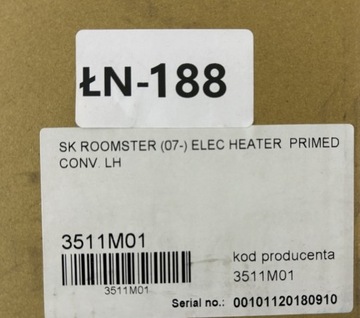 ŁN-188
SK ROOMSTER (07-) ELEC HEATER PRIMED
CONV. LH
3511M01
3511M01
kod producenta
3511M01
Serial no.: 00101120180910